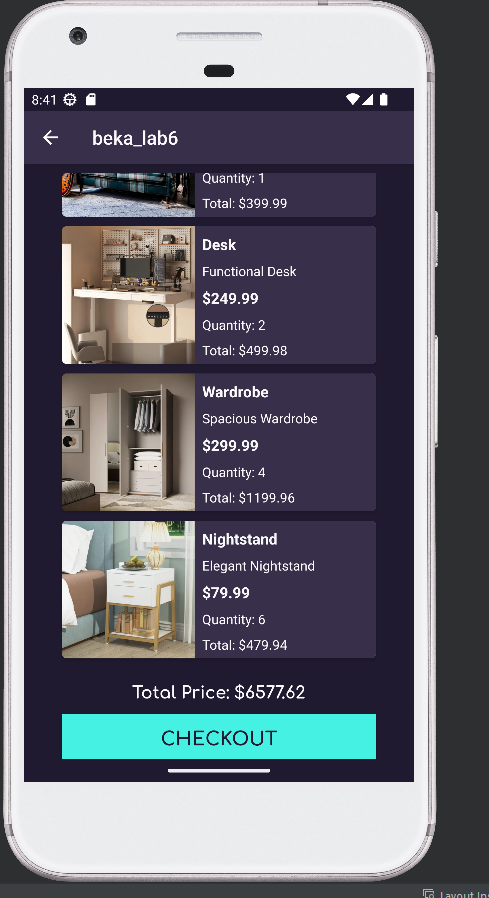 8:41
beka_lab6
Quantity: 1
Total: $399.99
Desk
Functional Desk
$249.99
Quantity: 2
Total: $499.98
Wardrobe
Spacious Wardrobe
$299.99
Quantity: 4
Total: $1199.96
Nightstand
Elegant Nightstand
$79.99
Quantity: 6
Total: $479.94
Total Price: $6577.62
CHECKOUT
Layout